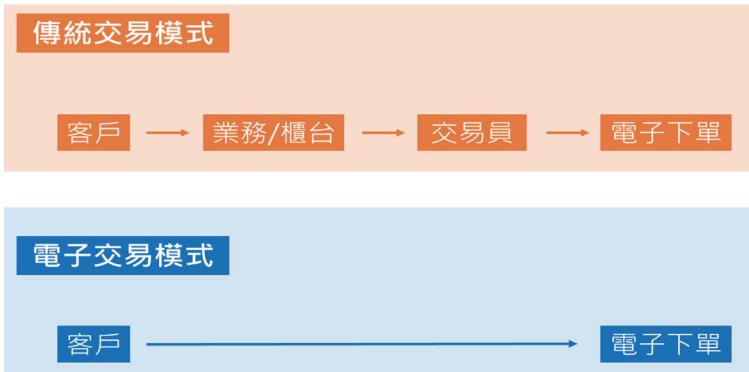 傳統交易模式
客戶 業務/櫃台 交易員 電子下單
電子交易模式
客戶 電子下單